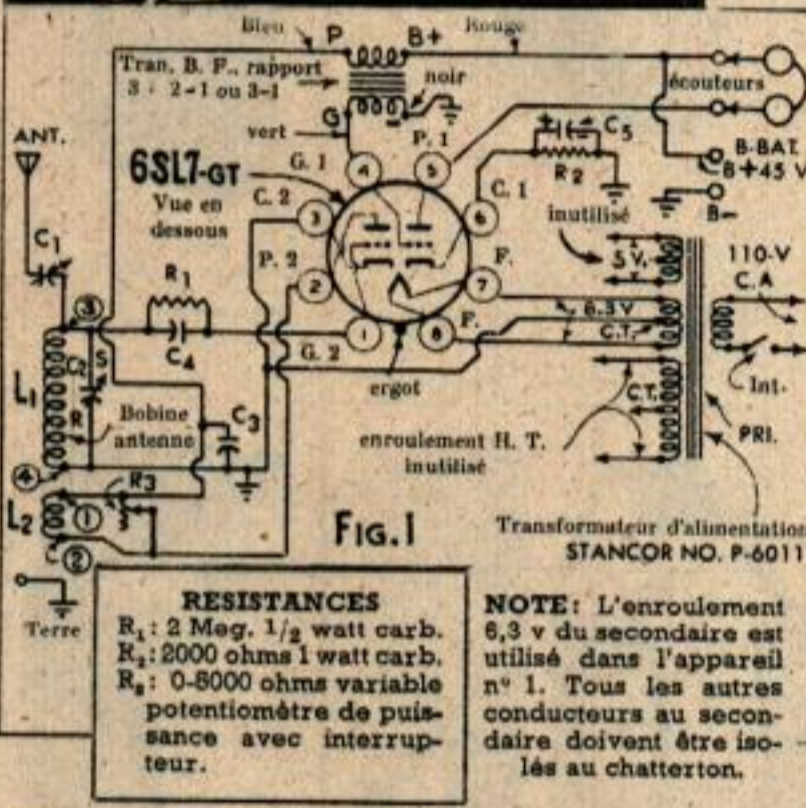 Bleu P B+ Rouge
Tran. B. F., rapport
3 : 2-1 ou 3-1
noir
écouteurs
G -
vert
ANT.
G. 1
P. 1
C5
R2
B-BAT.
B+45 V
B-
6SL7-GT
Vue en
dessous
4 5
C. 2 3
6 C. 1
inutilisé
C1
P. 2 2
7 F.
5 V.
110-V
C.A
R1
C4
6.3 V
C.T.
1 8 F.
G. 2
ergot
3
L1
C2 S
R
Bobine
antenne
C3
C.T.
Int.
PRI.
enroulement H. T.
inutilisé
4
R3
L2
1
2
FIG.1
Transformateur d'alimentation
STANCOR NO. P-6011
Terre
RESISTANCES
R1: 2 Meg. 1/2 watt carb.
R2: 2000 ohms 1 watt carb.
R3: 0-5000 ohms variable
potentiomètre de puis-
sance avec interrup-
teur.
NOTE: L'enroulement
6,3 v du secondaire est
utilisé dans l'appareil
n° 1. Tous les autres
conducteurs au secon-
daire doivent être iso-
lés au chatterton.